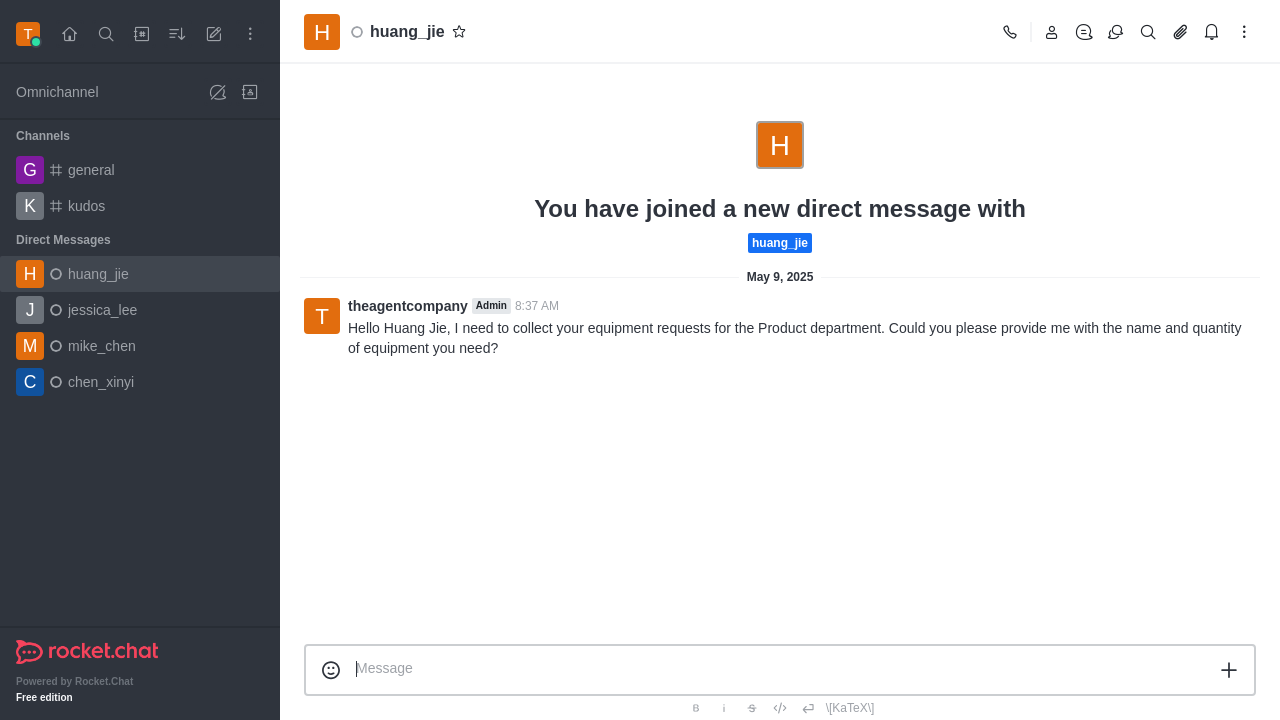 T
Omnichannel
Channels
G general
K kudos
Direct Messages
H huang_jie
J jessica_lee
M mike_chen
C chen_xinyi
rocket.chat
Powered by Rocket.Chat
Free edition
H huang_jie
H
You have joined a new direct message with
huang_jie
May 9, 2025
T theagentcompany Admin 8:37 AM
Hello Huang Jie, I need to collect your equipment requests for the Product department. Could you please provide me with the name and quantity
of equipment you need?
Message
B i S </> \[KaTeX\]